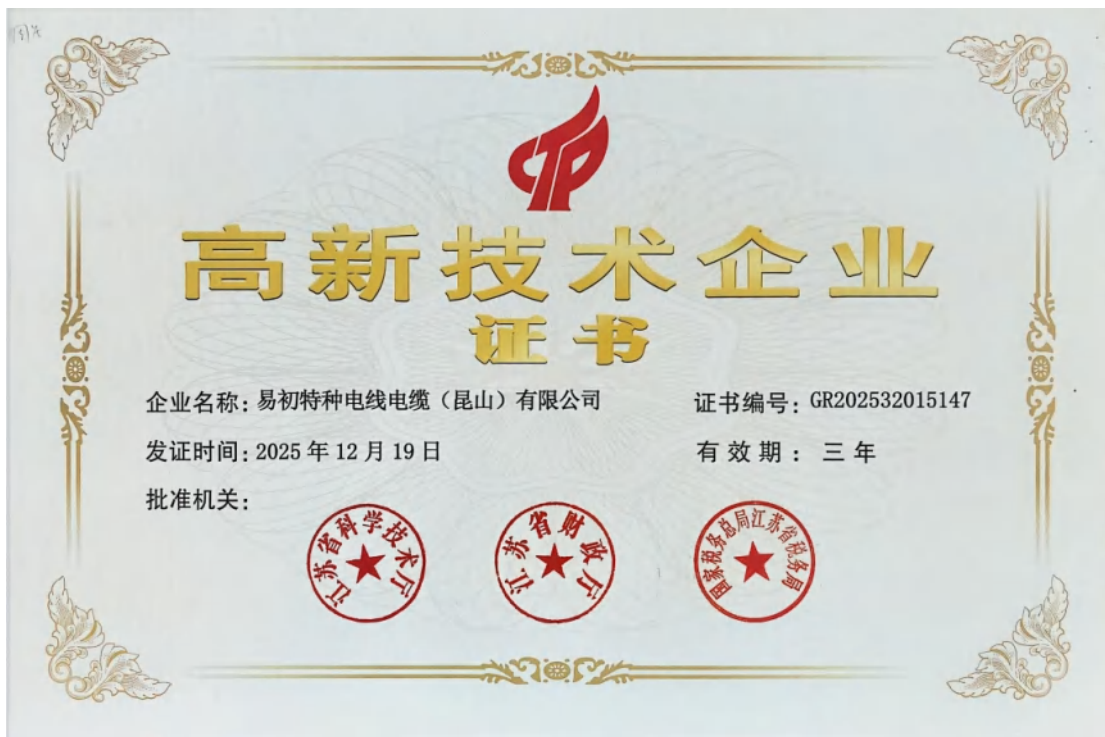 CTP
高新技术企业
证书
企业名称：易初特种电线电缆（昆山）有限公司 证书编号：GR202532015147
发证时间：2025年12月19日 有效期：三年
批准机关：
江苏省科学技术厅 江苏省财政厅 国家税务总局江苏省税务局